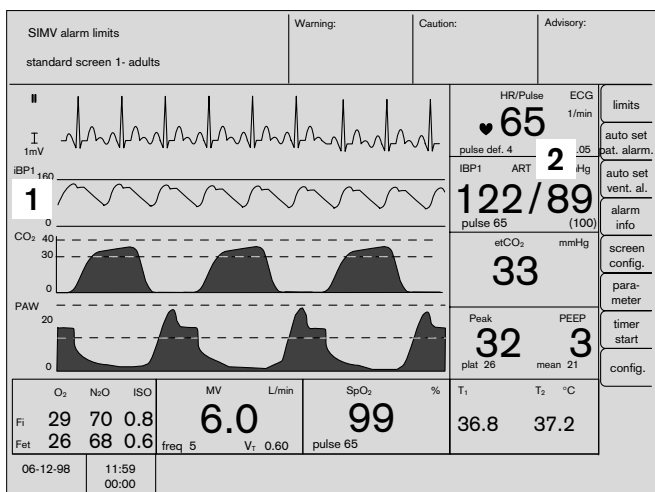 SIMV alarm limits
standard screen 1- adults
Warning:
Caution:
Advisory:
II
1mV
HR/Pulse ECG
65 1/min
pulse def. 4 .05
iBP1 160
1
0
IBP1 ART Hg
2
122/89
pulse 65 (100)
CO₂ 40
30
0
etCO₂ mmHg
33
PAW
20
0
Peak PEEP
32 3
plat 26 mean 21
limits
auto set
pat. alarm.
auto set
vent. al.
alarm
info
screen
config.
para-
meter
timer
start
config.
O₂ N₂O ISO
Fi 29 70 0.8
Fet 26 68 0.6
MV L/min
6.0
freq 5 V_T 0.60
SpO₂ %
99
pulse 65
T₁ T₂ °C
36.8 37.2
06-12-98
11:59
00:00